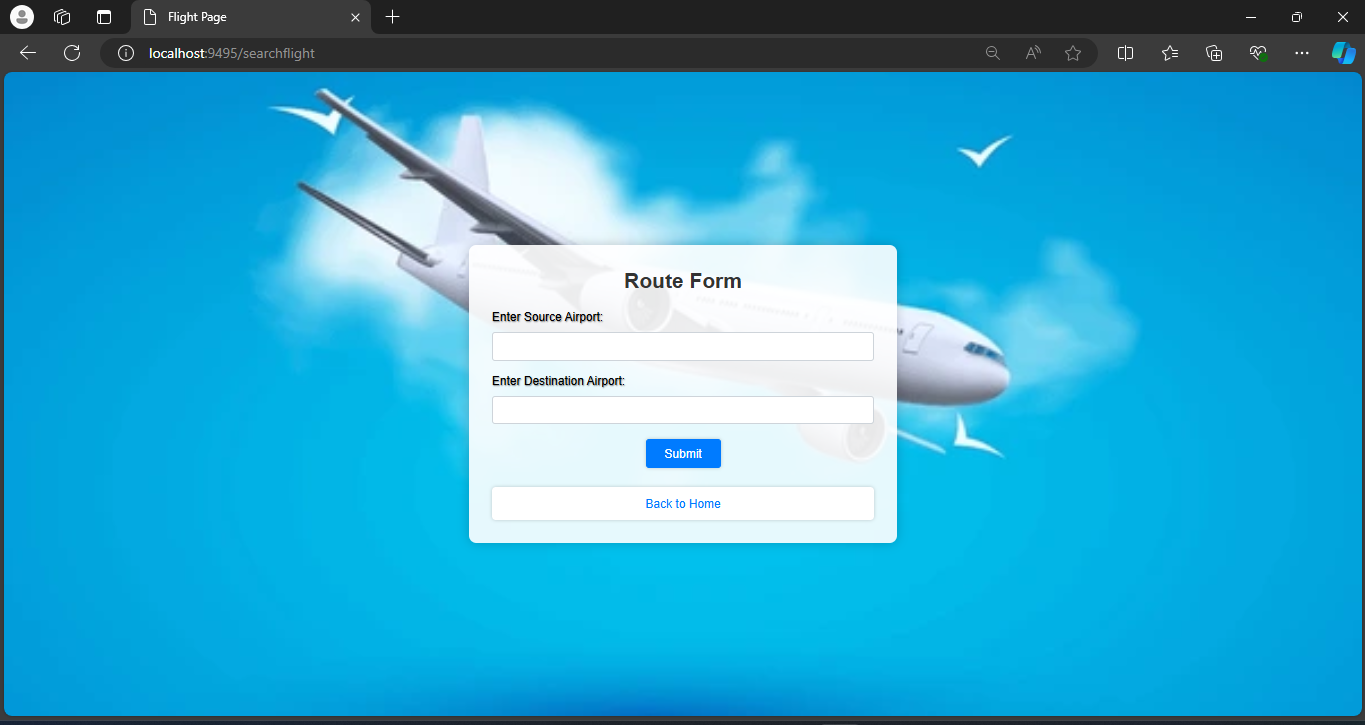 Flight Page
localhost:9495/searchflight
Route Form
Enter Source Airport:
Enter Destination Airport:
Submit
Back to Home